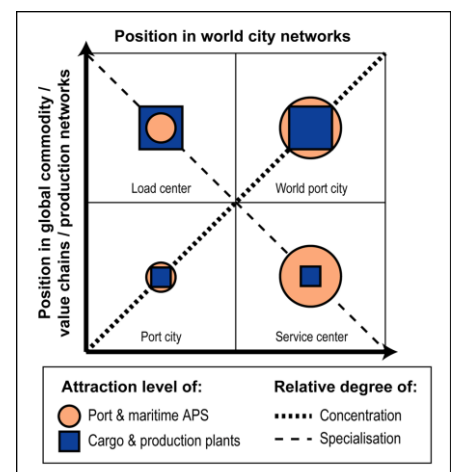 Position in world city networks
Position in global commodity /
value chains / production networks
Load center
World port city
Port city
Service center
Attraction level of:
Port & maritime APS
Cargo & production plants
Relative degree of:
Concentration
Specialisation